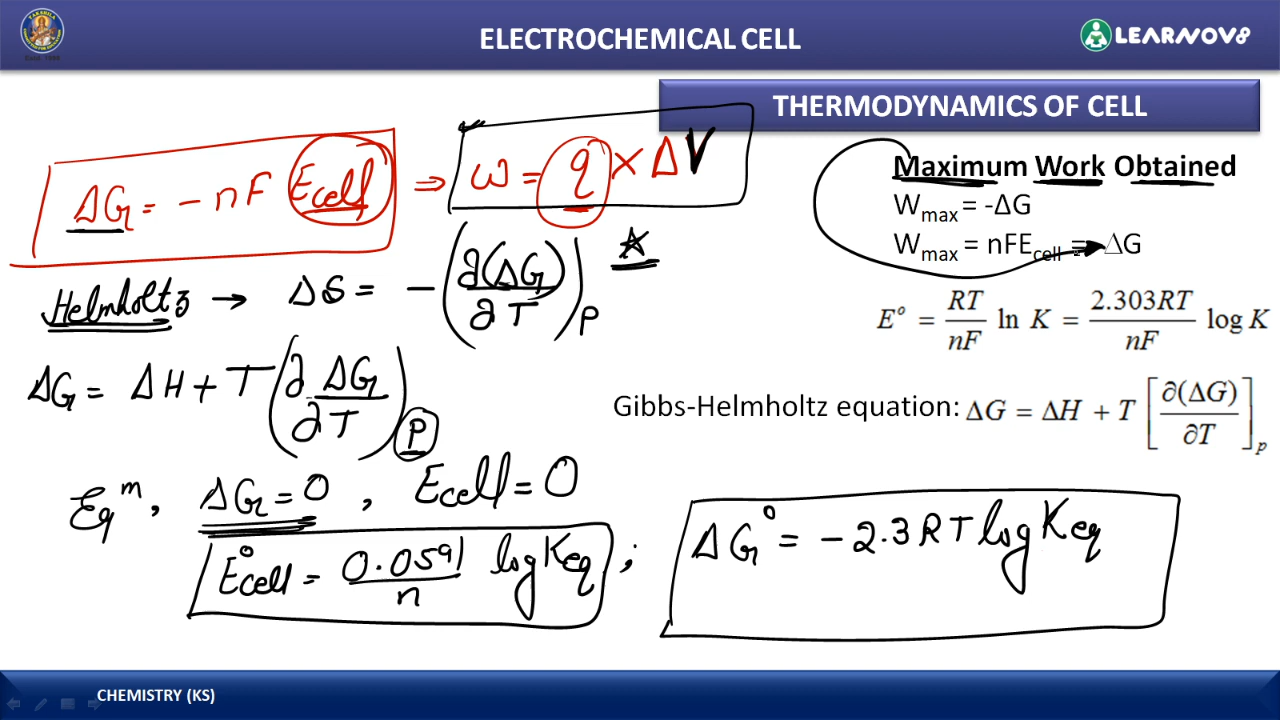 ELECTROCHEMICAL CELL
LEARNOV8
THERMODYNAMICS OF CELL
ΔG = - nF Ecell ⇒ w = q × ΔV
Maximum Work Obtained
Wmax = -ΔG
Wmax = nFEcell = - ΔG
Helmholtz → ΔS = - (∂(ΔG)/∂T)P
E° = RT/nF ln K = 2.303RT/nF log K
ΔG = ΔH + T (∂ ΔG/∂T)P
Gibbs-Helmholtz equation: ΔG = ΔH + T [∂(ΔG)/∂T]p
Eqm, ΔG = 0, Ecell = 0
E°cell = 0.0591/n log Keq ;
ΔG° = - 2.3RT log Keq
CHEMISTRY (KS)